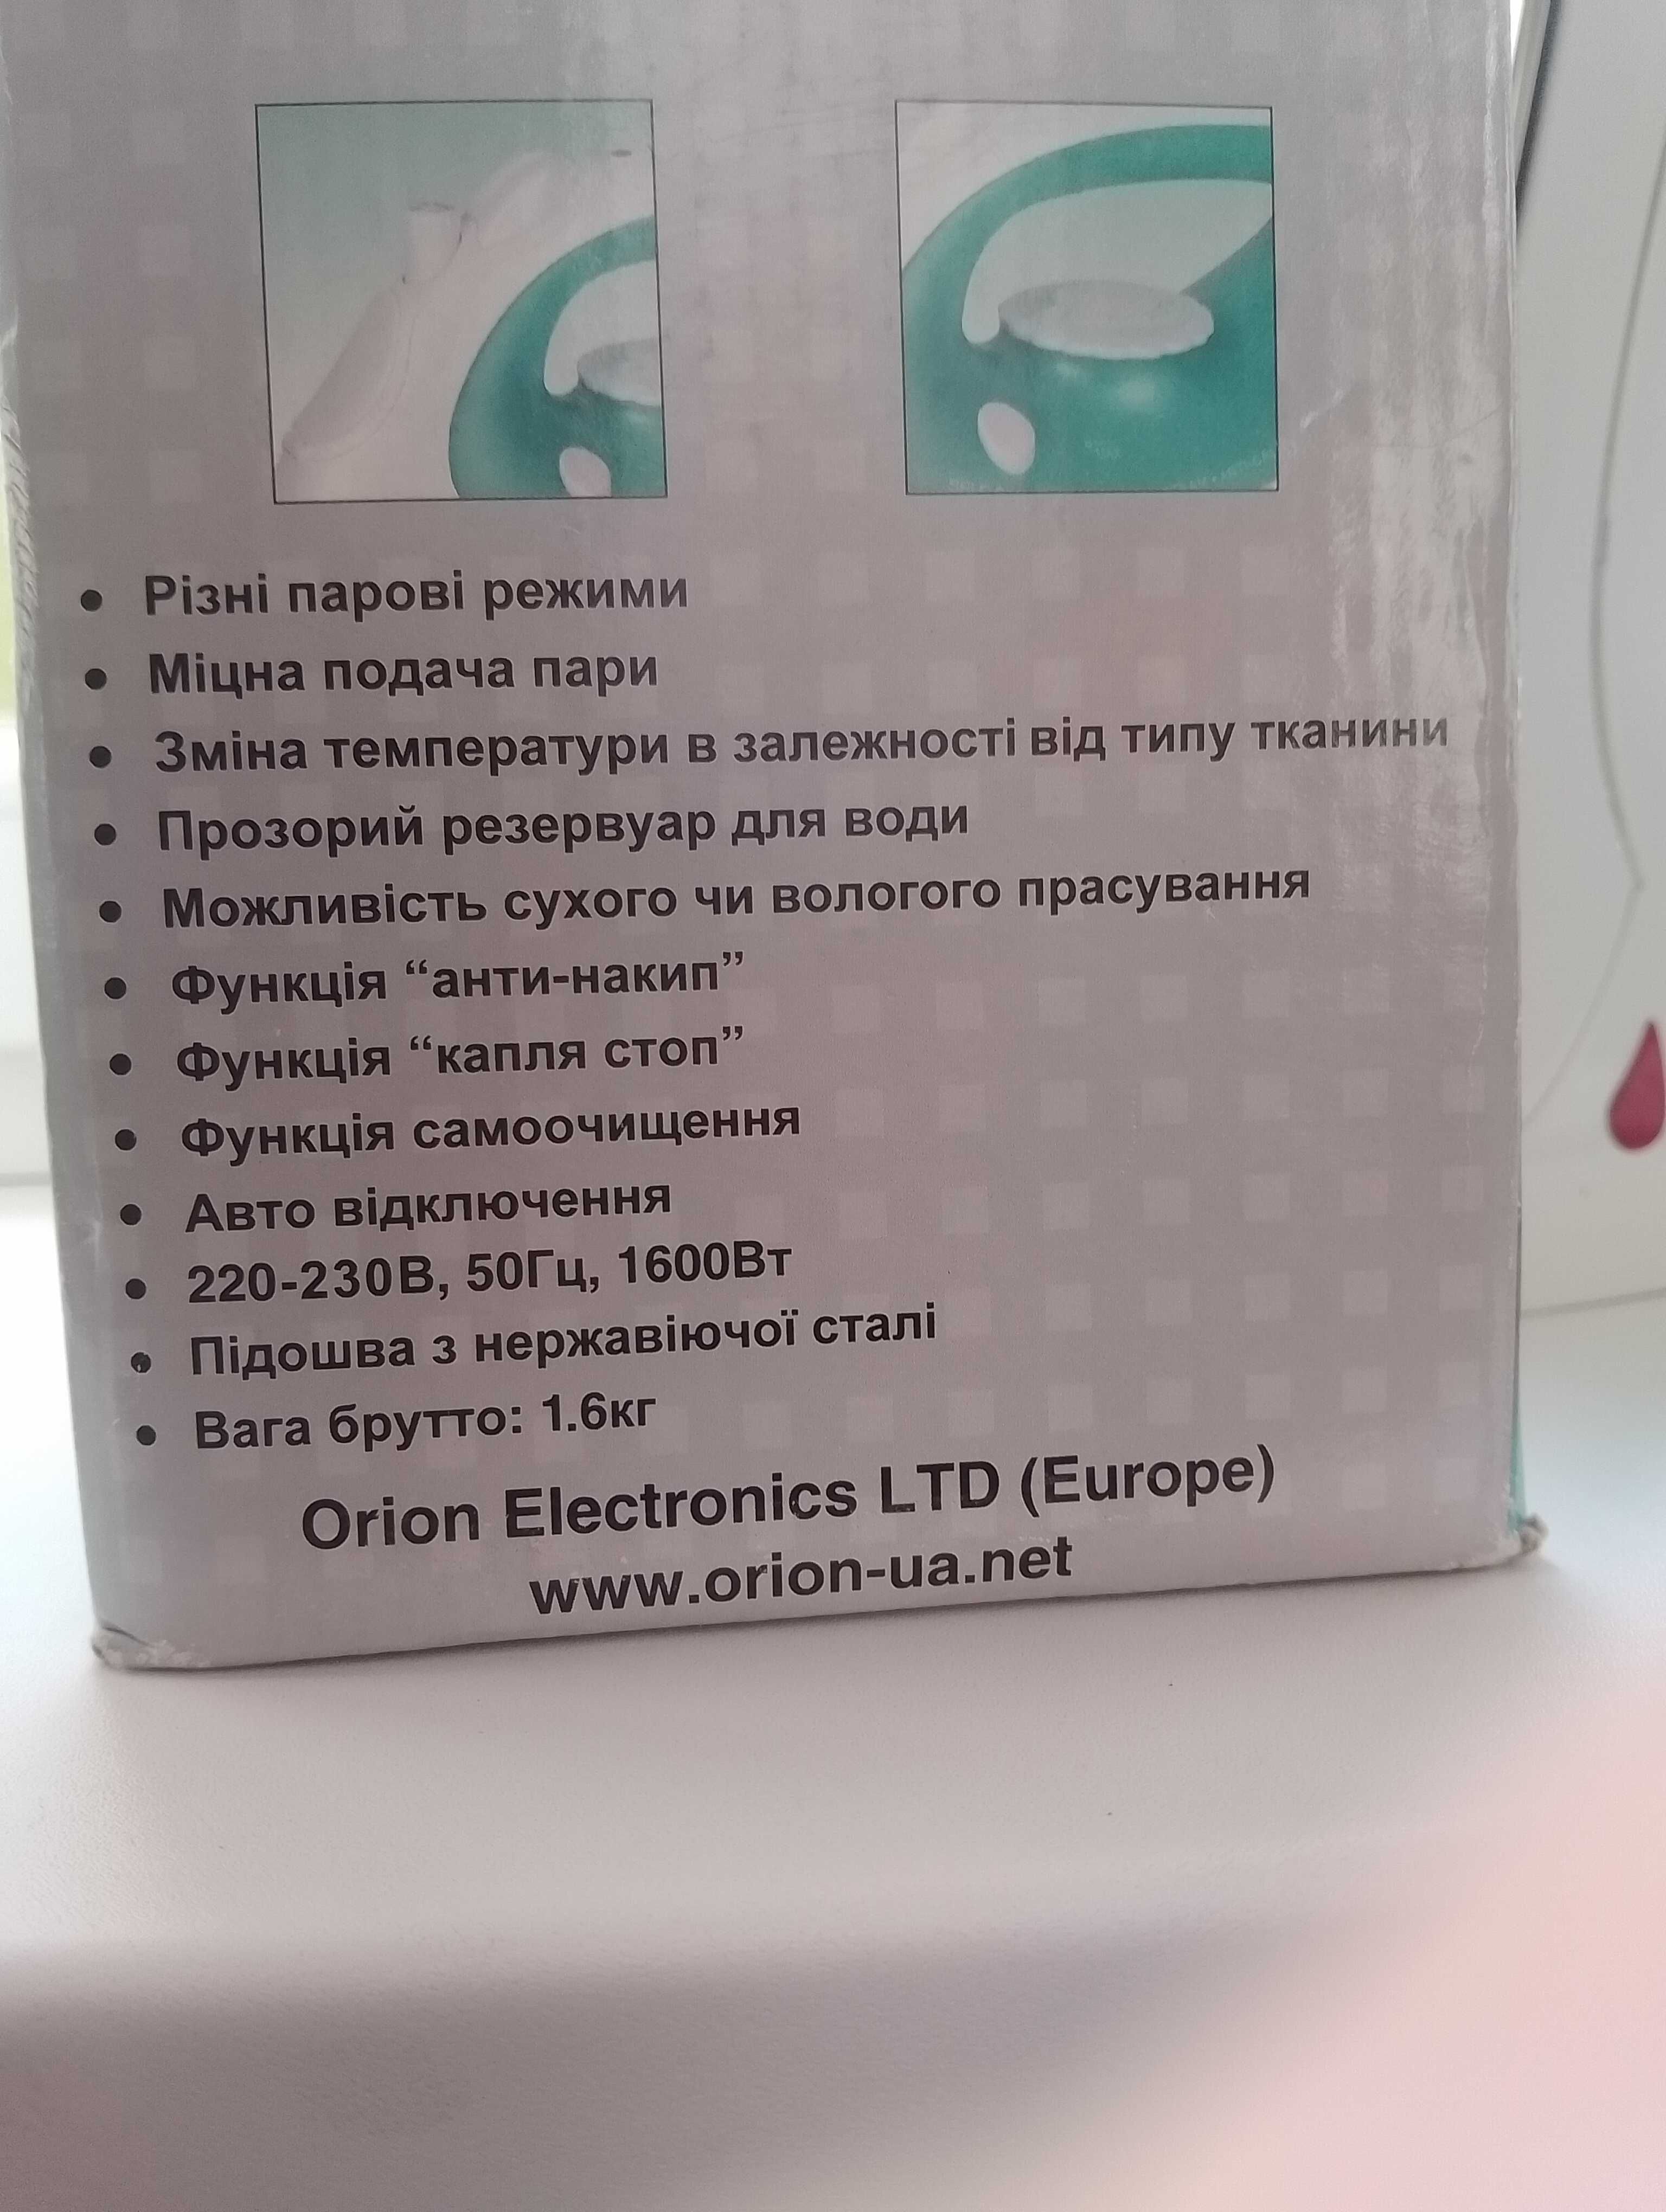 • Різні парові режими
• Міцна подача пари
• Зміна температури в залежності від типу тканини
• Прозорий резервуар для води
• Можливість сухого чи вологого прасування
• Функція “анти-накип”
• Функція “капля стоп”
• Функція самоочищення
• Авто відключення
• 220-230В, 50Гц, 1600Вт
• Підошва з нержавіючої сталі
• Вага брутто: 1.6кг
Orion Electronics LTD (Europe)
www.orion-ua.net